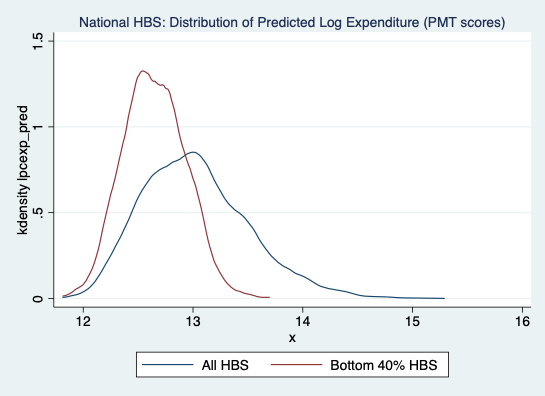 National HBS: Distribution of Predicted Log Expenditure (PMT scores)
kdensity lpcexp_pred
1.5
1
.5
0
12 13 14 15 16
x
All HBS Bottom 40% HBS